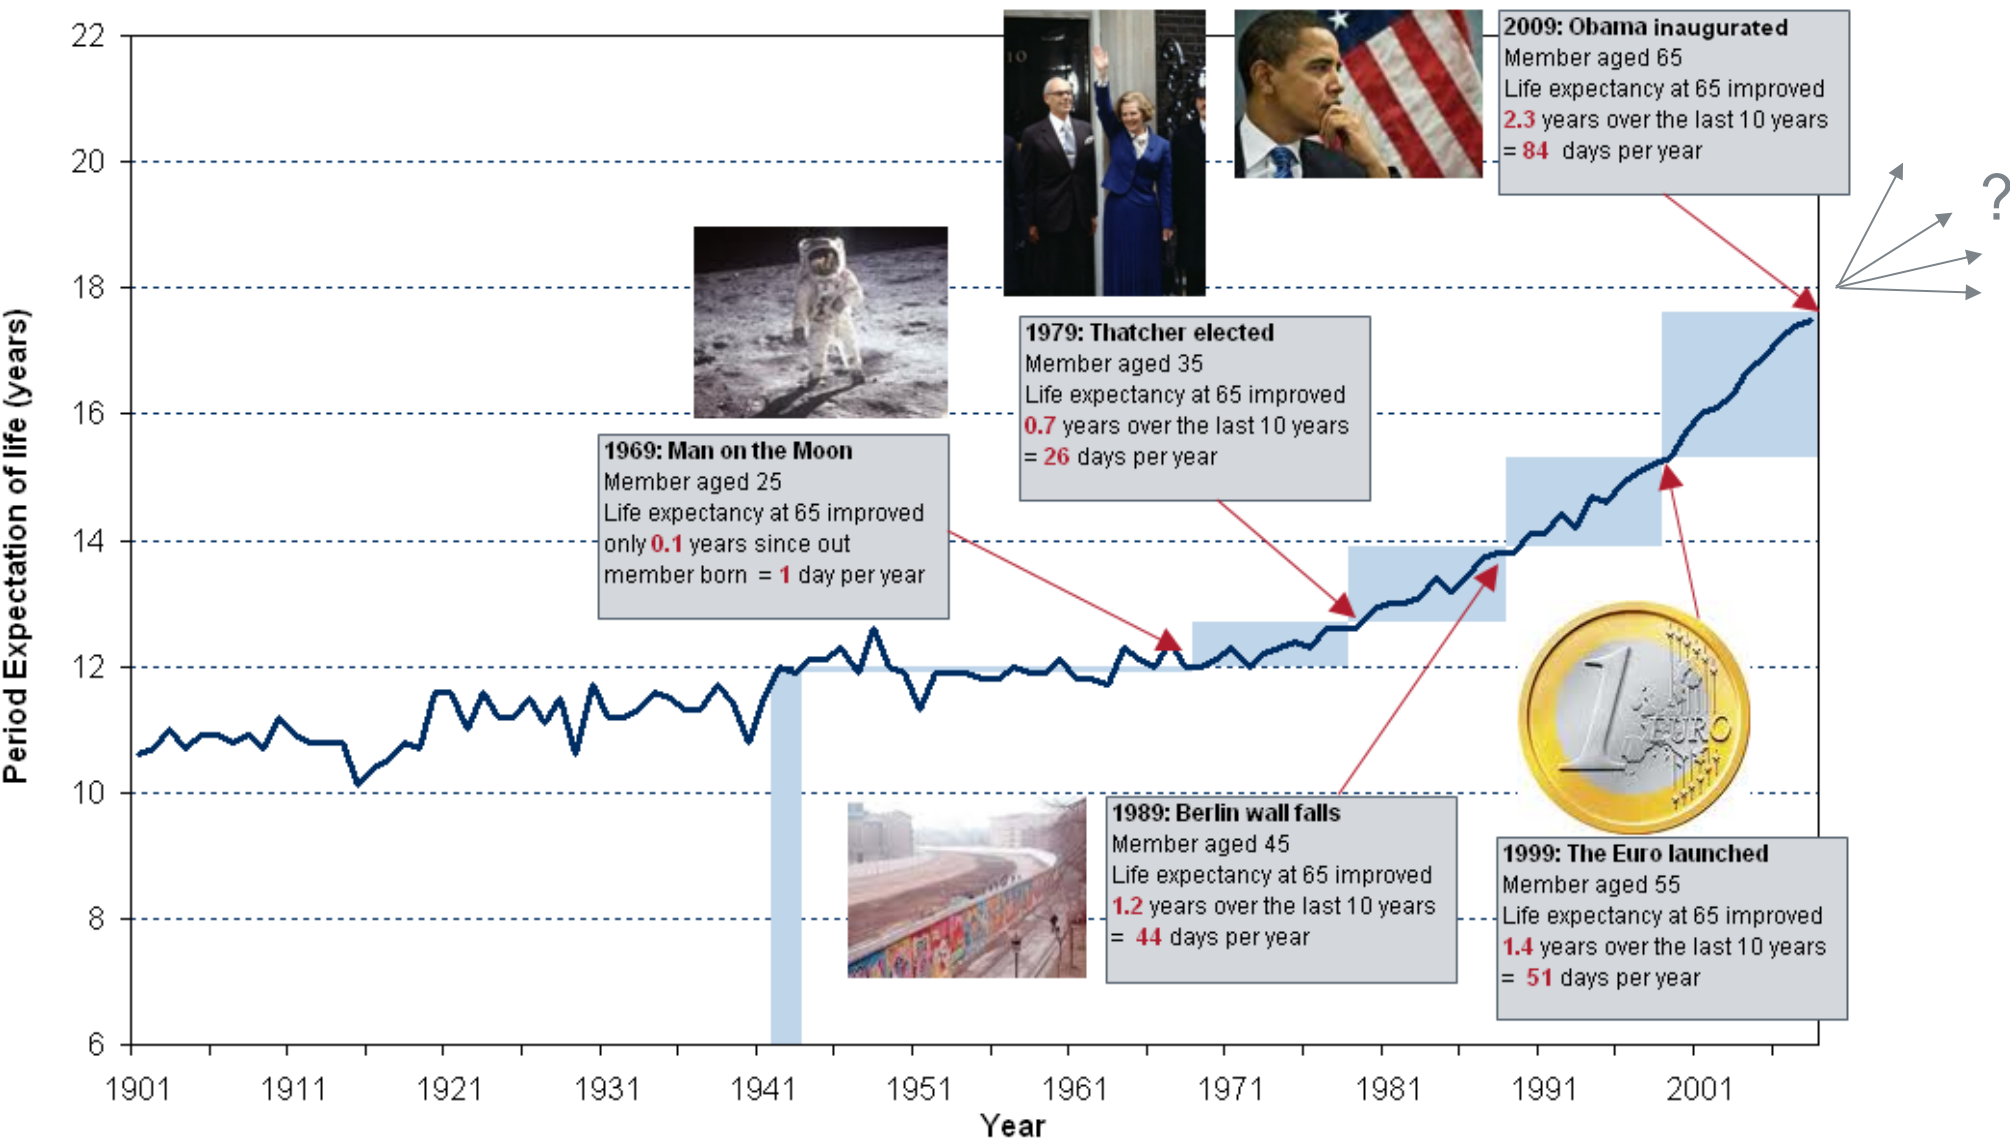 22
20
18
16
14
12
10
8
6
Period Expectation of life (years)
1901
1911
1921
1931
1941
1951
1961
1971
1981
1991
2001
Year
10
2009: Obama inaugurated
Member aged 65
Life expectancy at 65 improved
2.3 years over the last 10 years
= 84 days per year
?
1979: Thatcher elected
Member aged 35
Life expectancy at 65 improved
0.7 years over the last 10 years
= 26 days per year
1969: Man on the Moon
Member aged 25
Life expectancy at 65 improved
only 0.1 years since out
member born = 1 day per year
1 EURO
1989: Berlin wall falls
Member aged 45
Life expectancy at 65 improved
1.2 years over the last 10 years
= 44 days per year
1999: The Euro launched
Member aged 55
Life expectancy at 65 improved
1.4 years over the last 10 years
= 51 days per year